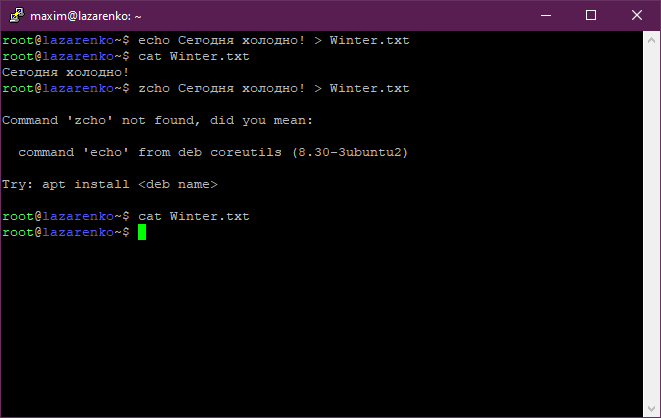 maxim@lazarenko: ~
root@lazarenko~$ echo Сегодня холодно! > Winter.txt
root@lazarenko~$ cat Winter.txt
Сегодня холодно!
root@lazarenko~$ zcho Сегодня холодно! > Winter.txt
Command 'zcho' not found, did you mean:
command 'echo' from deb coreutils (8.30-3ubuntu2)
Try: apt install <deb name>
root@lazarenko~$ cat Winter.txt
root@lazarenko~$